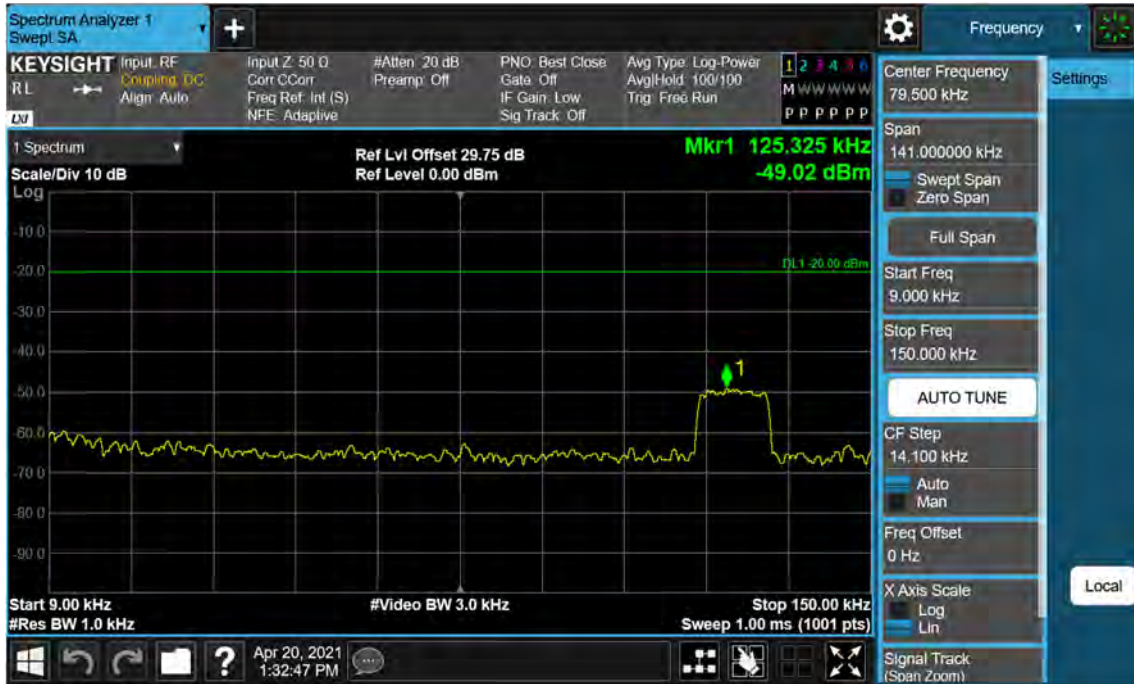 Spectrum Analyzer 1
Swept SA
Frequency
KEYSIGHT
Input: RF
Input Z: 50 Ω
#Atten: 20 dB
PNO: Best Close
Avg Type: Log-Power
1 2 3 4 5 6
RL
Coupling: DC
Corr CCorr
Preamp: Off
Gate: Off
Avg|Hold: 100/100
M W W W W W
Align: Auto
Freq Ref: Int (S)
IF Gain: Low
Trig: Free Run
LXI
NFE: Adaptive
Sig Track: Off
P P P P P P
1 Spectrum
Ref Lvl Offset 29.75 dB
Mkr1 125.325 kHz
Scale/Div 10 dB
Ref Level 0.00 dBm
-49.02 dBm
Log
-10.0
-20.0
DL1 -20.00 dBm
-30.0
-40.0
1
-50.0
-60.0
-70.0
-80.0
-90.0
Start 9.00 kHz
#Video BW 3.0 kHz
Stop 150.00 kHz
#Res BW 1.0 kHz
Sweep 1.00 ms (1001 pts)
?
Apr 20, 2021
1:32:47 PM
Center Frequency
79.500 kHz
Settings
Span
141.000000 kHz
Swept Span
Zero Span
Full Span
Start Freq
9.000 kHz
Stop Freq
150.000 kHz
AUTO TUNE
CF Step
14.100 kHz
Auto
Man
Freq Offset
0 Hz
X Axis Scale
Log
Lin
Local
Signal Track
(Span Zoom)